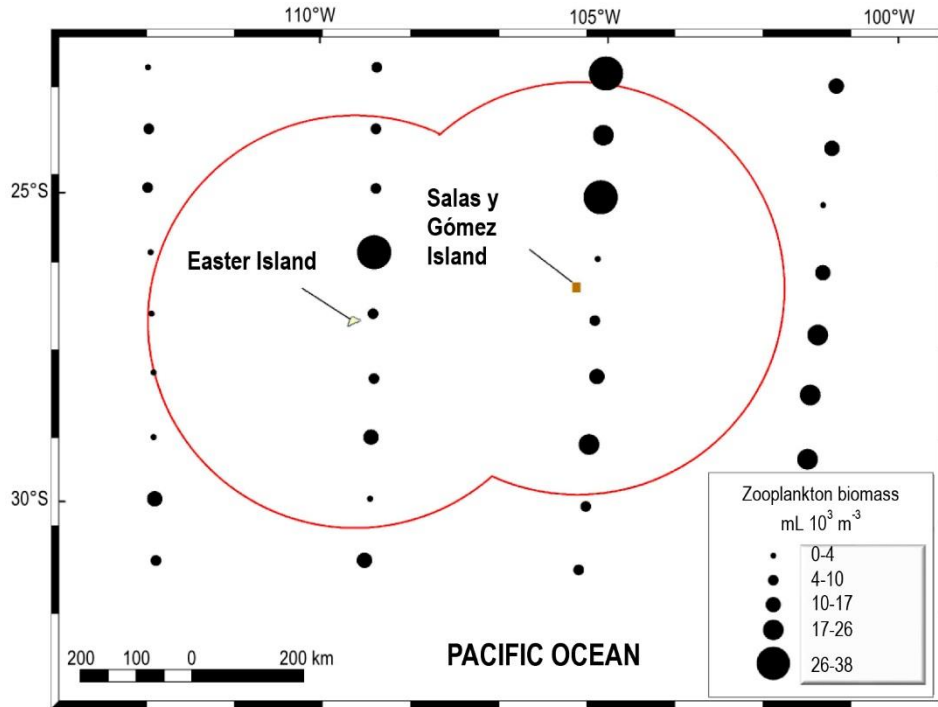 110°W
105°W
100°W
25°S
30°S
Easter Island
Salas y
Gómez
Island
Zooplankton biomass
mL 10³ m⁻³
0-4
4-10
10-17
17-26
26-38
200 100 0 200 km
PACIFIC OCEAN